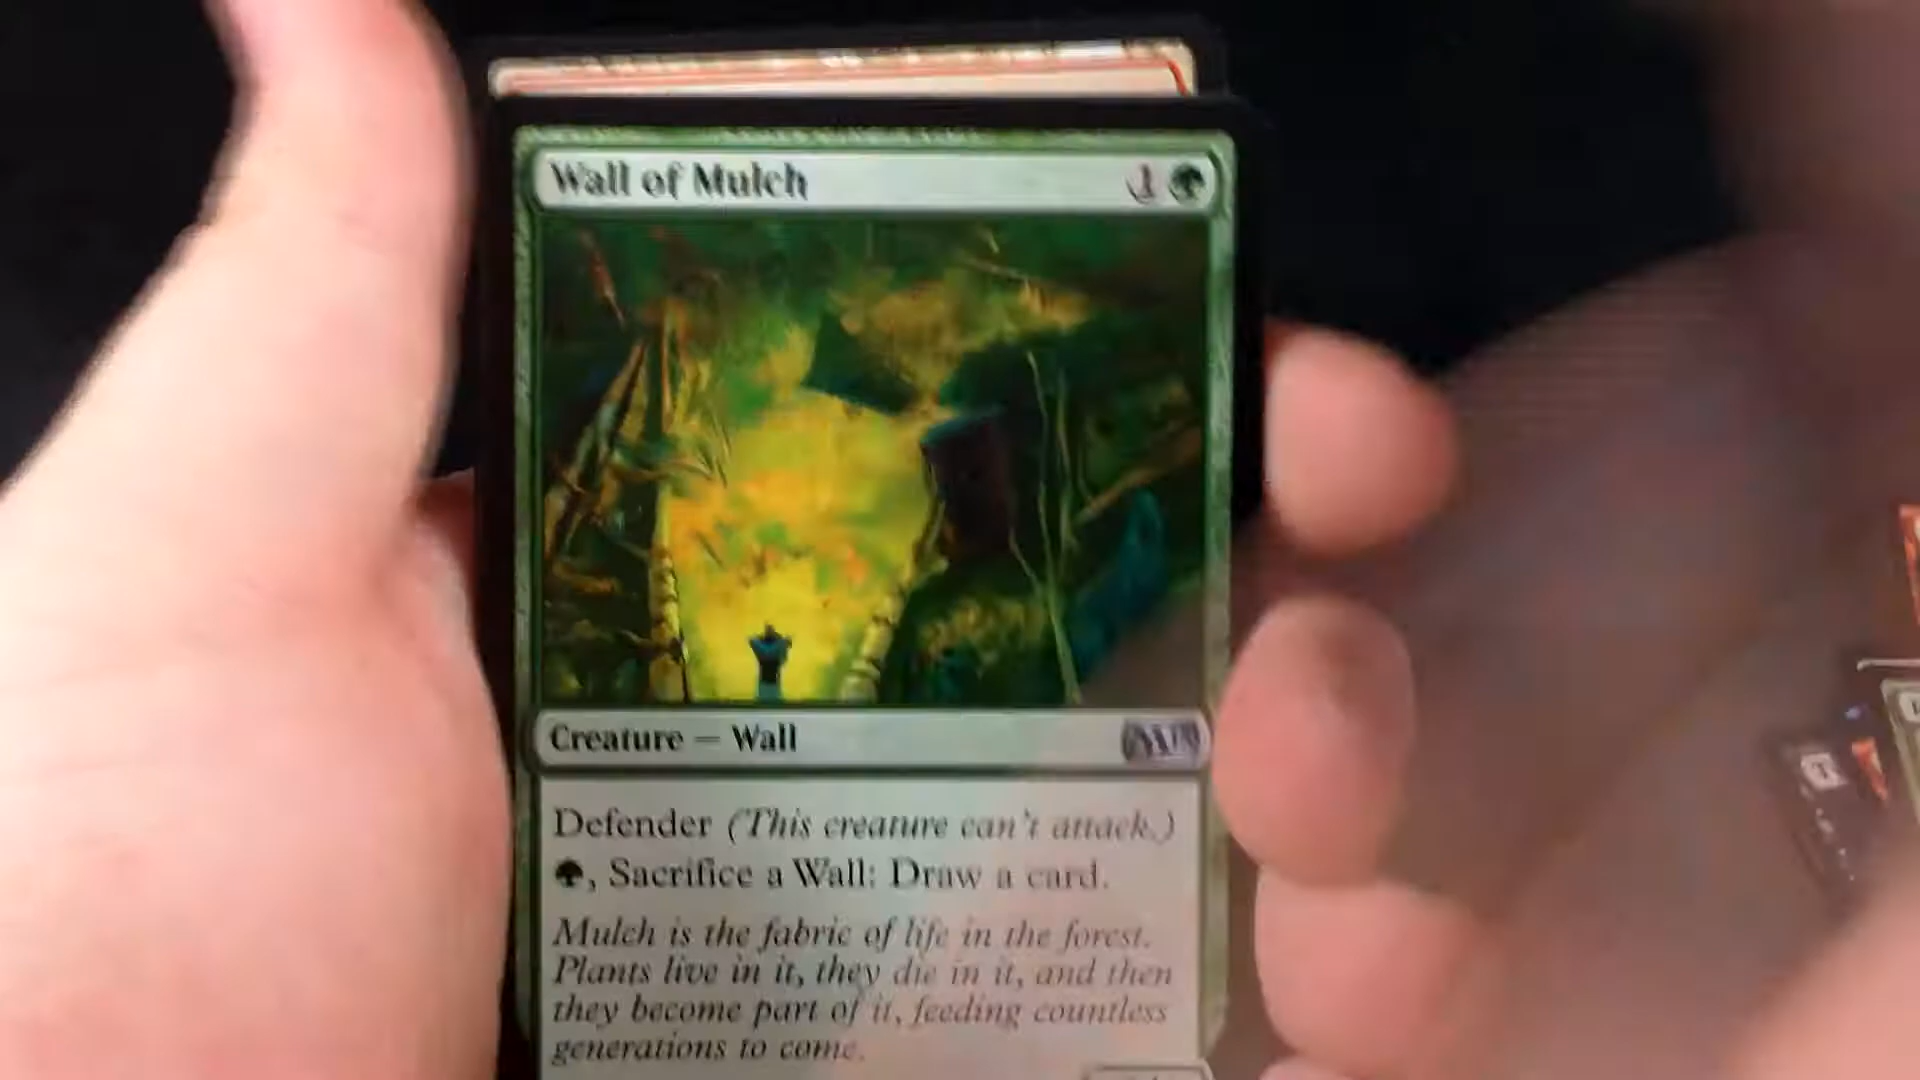 Wall of Mulch 1
Creature — Wall
Defender (This creature can't attack.)
, Sacrifice a Wall: Draw a card.
Mulch is the fabric of life in the forest.
Plants live in it, they die in it, and then
they become part of it, feeding countless
generations to come.